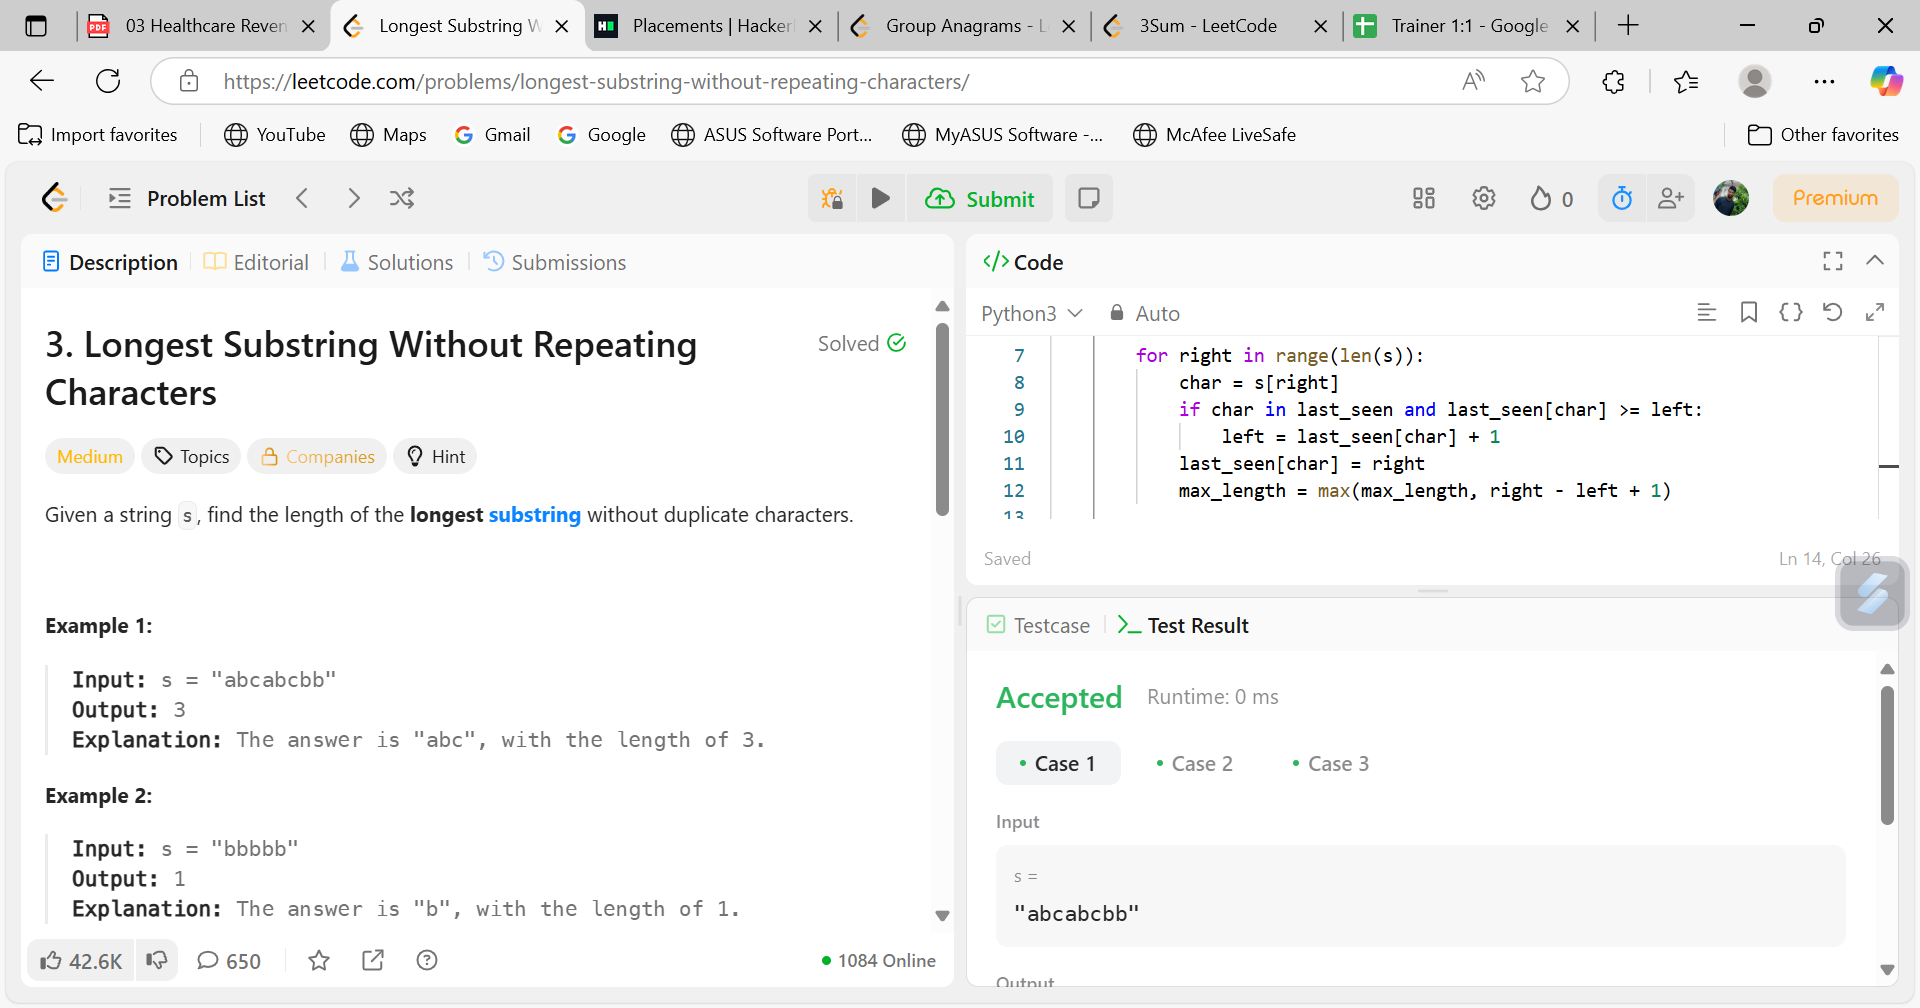 03 Healthcare Reven
Longest Substring W
Placements | Hacker
Group Anagrams - L
3Sum - LeetCode
Trainer 1:1 - Google
https://leetcode.com/problems/longest-substring-without-repeating-characters/
Import favorites
YouTube
Maps
Gmail
Google
ASUS Software Port...
MyASUS Software -...
McAfee LiveSafe
Other favorites
Problem List
Submit
0
Premium
Description
Editorial
Solutions
Submissions
3. Longest Substring Without Repeating
Characters
Solved
Medium
Topics
Companies
Hint
Given a string s, find the length of the longest substring without duplicate characters.
Example 1:
Input: s = "abcabcbb"
Output: 3
Explanation: The answer is "abc", with the length of 3.
Example 2:
Input: s = "bbbbb"
Output: 1
Explanation: The answer is "b", with the length of 1.
42.6K
650
1084 Online
</> Code
Python3
Auto
7 for right in range(len(s)):
8 char = s[right]
9 if char in last_seen and last_seen[char] >= left:
10 left = last_seen[char] + 1
11 last_seen[char] = right
12 max_length = max(max_length, right - left + 1)
13
Saved
Ln 14, Col 26
Testcase
Test Result
Accepted
Runtime: 0 ms
Case 1
Case 2
Case 3
Input
s =
"abcabcbb"
Output